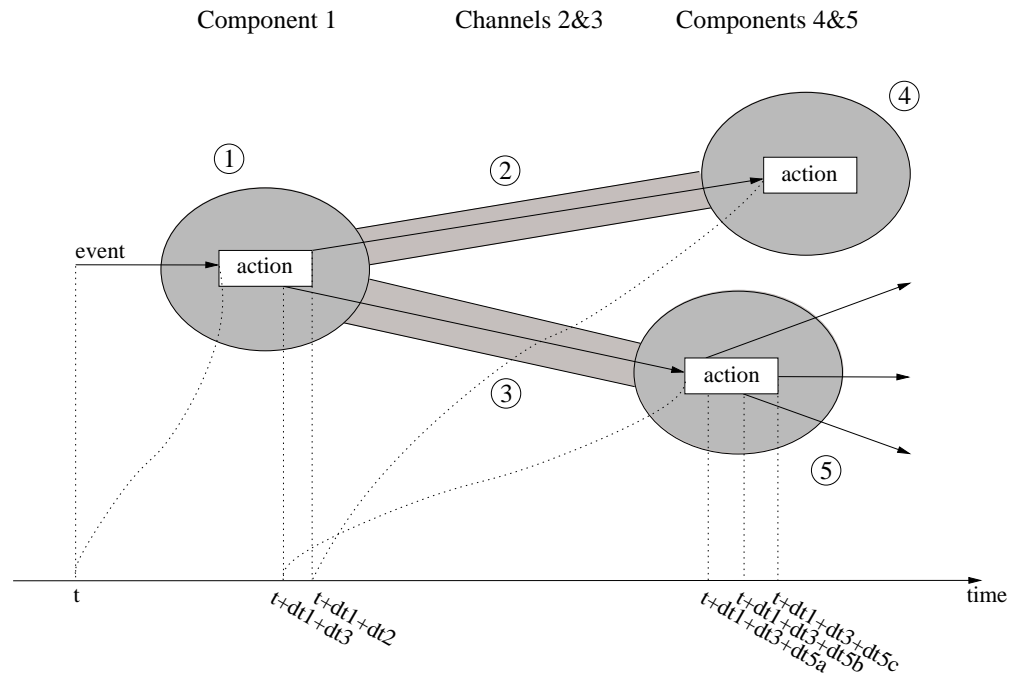 Component 1
Channels 2&3
Components 4&5
4
1
2
action
event
action
action
3
5
t
time
t+dt1+dt3
t+dt1+dt2
t+dt1+dt3+dt5a
t+dt1+dt3+dt5b
t+dt1+dt3+dt5c